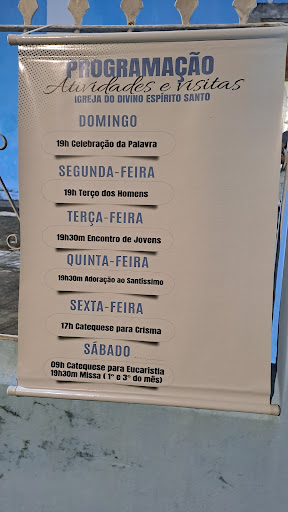 PROGRAMAÇÃO
Atividades e visitas
IGREJA DO DIVINO ESPÍRITO SANTO
DOMINGO
19h Celebração da Palavra
SEGUNDA-FEIRA
19h Terço dos Homens
TERÇA-FEIRA
19h30m Encontro de Jovens
QUINTA-FEIRA
19h30m Adoração ao Santíssimo
SEXTA-FEIRA
17h Catequese para Crisma
SÁBADO
09h Catequese para Eucaristia
19h30m Missa ( 1º e 3º do mês)